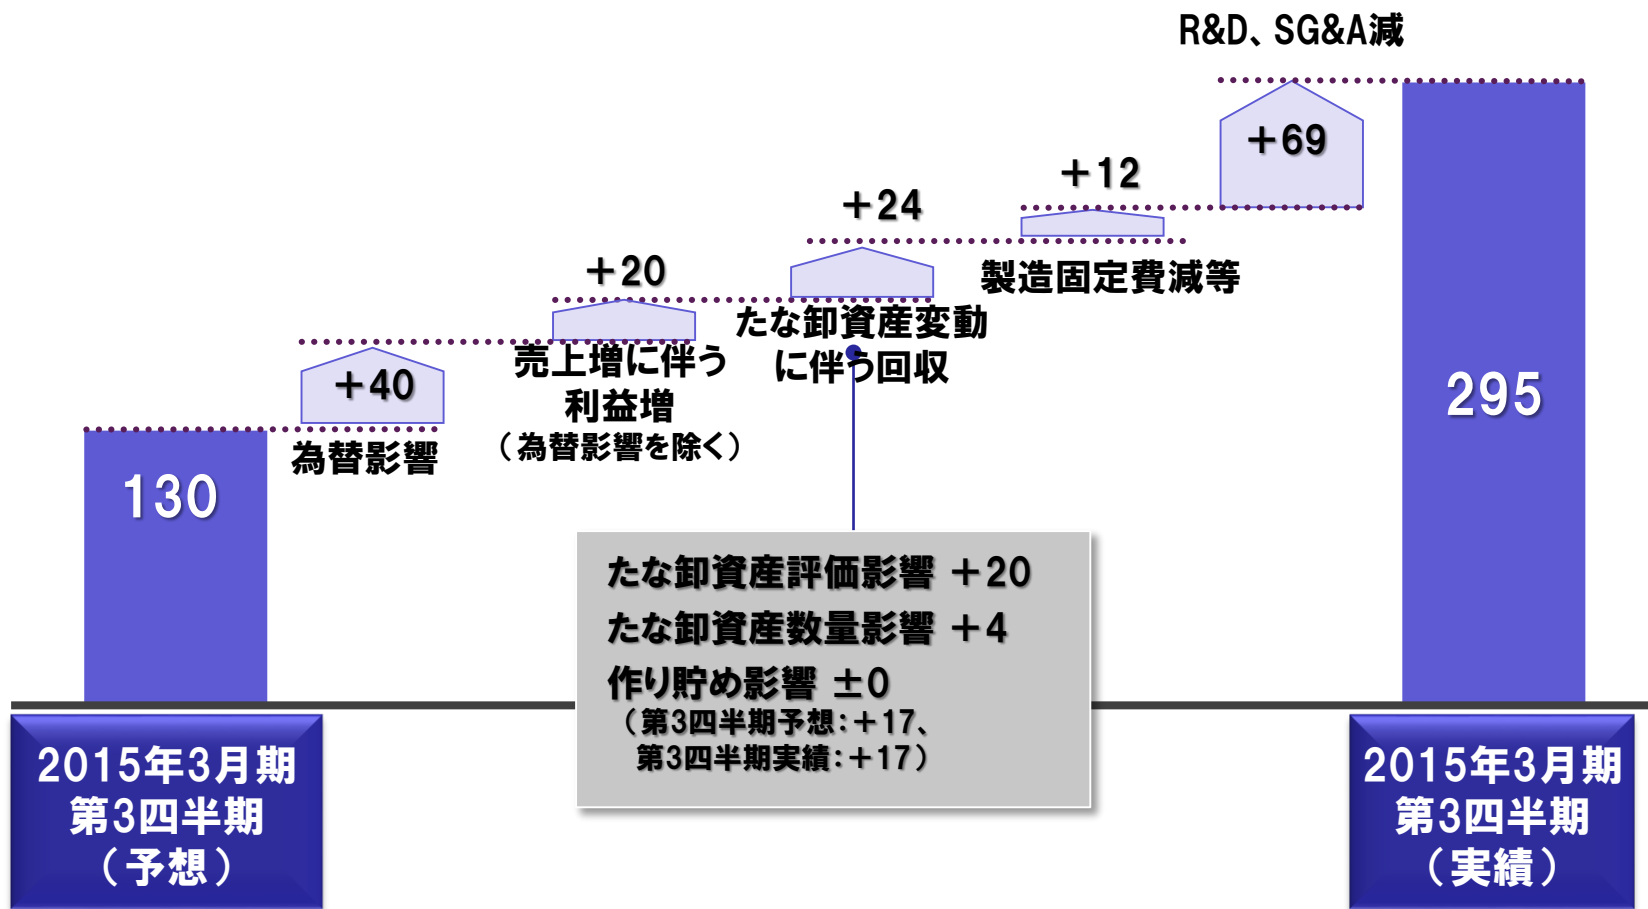 R&D、SG&A減
+69
+12
+24
製造固定費減等
+20
たな卸資産変動
に伴う回収
売上増に伴う
利益増
（為替影響を除く）
+40
為替影響
130
295
たな卸資産評価影響 +20
たな卸資産数量影響 +4
作り貯め影響 ±0
（第3四半期予想:+17、
第3四半期実績:+17）
2015年3月期
第3四半期
（予想）
2015年3月期
第3四半期
（実績）